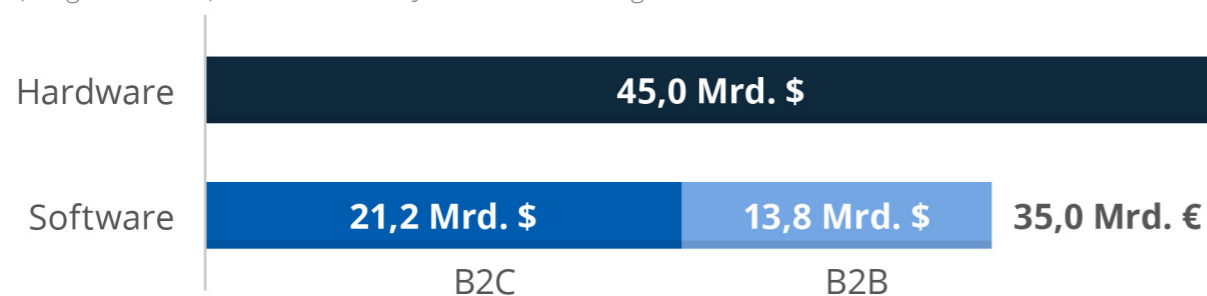 Hardware 45,0 Mrd. $
Software 21,2 Mrd. $ 13,8 Mrd. $ 35,0 Mrd. €
B2C B2B